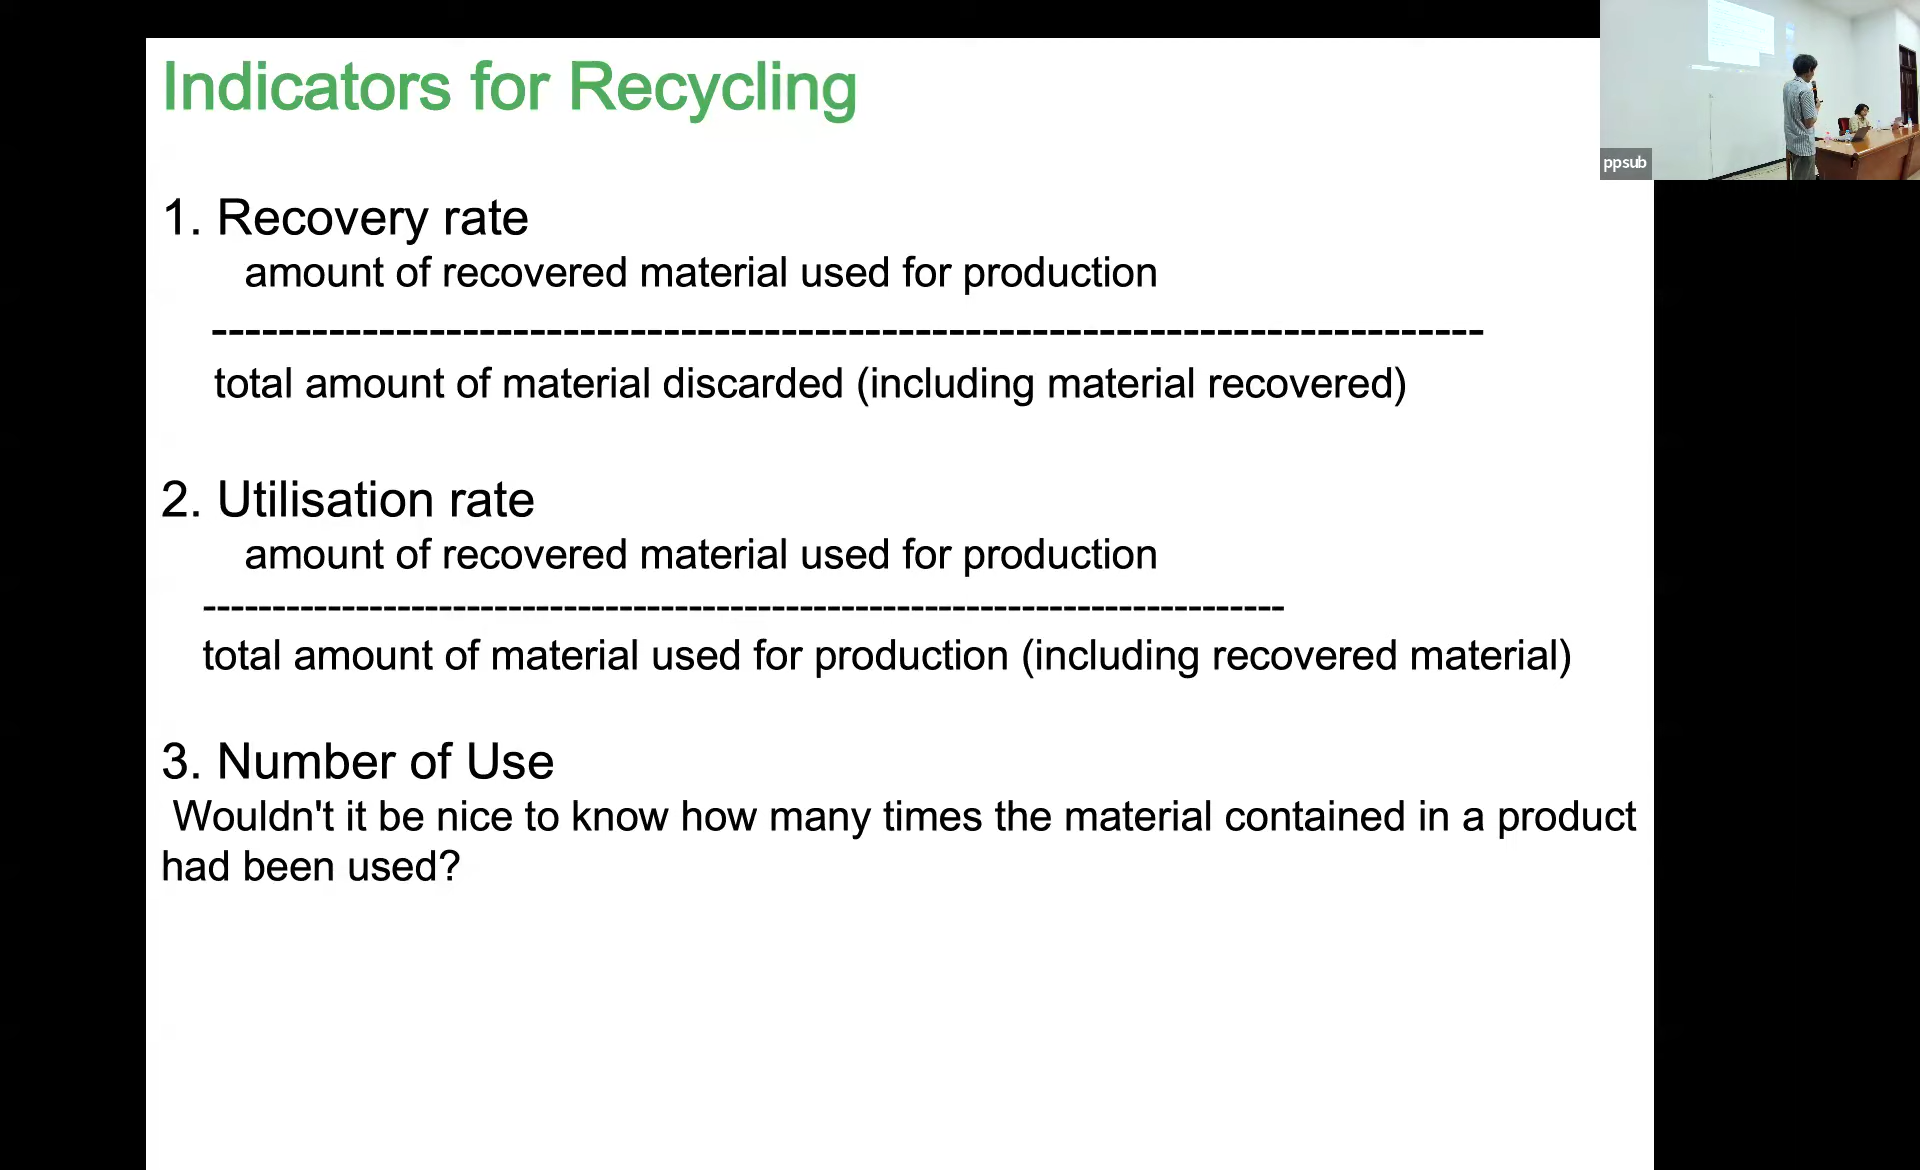 Indicators for Recycling
1. Recovery rate
amount of recovered material used for production
-----------------------------------------------------------------------------
total amount of material discarded (including material recovered)
2. Utilisation rate
amount of recovered material used for production
-----------------------------------------------------------------------------
total amount of material used for production (including recovered material)
3. Number of Use
Wouldn't it be nice to know how many times the material contained in a product
had been used?
ppsub